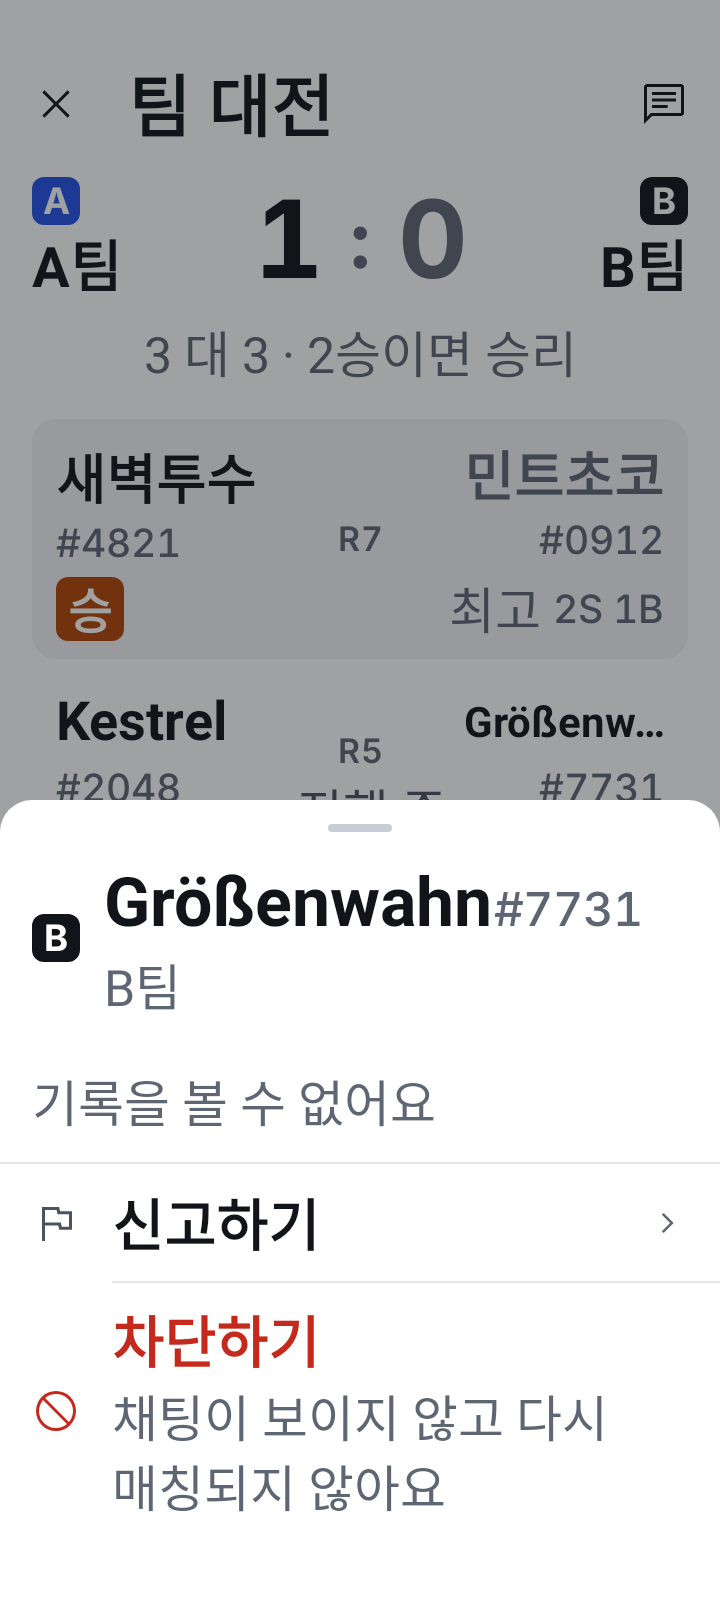 팀 대전
A
B
1 : 0
A팀
B팀
3 대 3 · 2승이면 승리
새벽투수
민트초코
#4821
R7
#0912
승
최고 2S 1B
Kestrel
Größenw...
R5
#2048
#7731
Größenwahn#7731
B
B팀
기록을 볼 수 없어요
신고하기
차단하기
채팅이 보이지 않고 다시
매칭되지 않아요